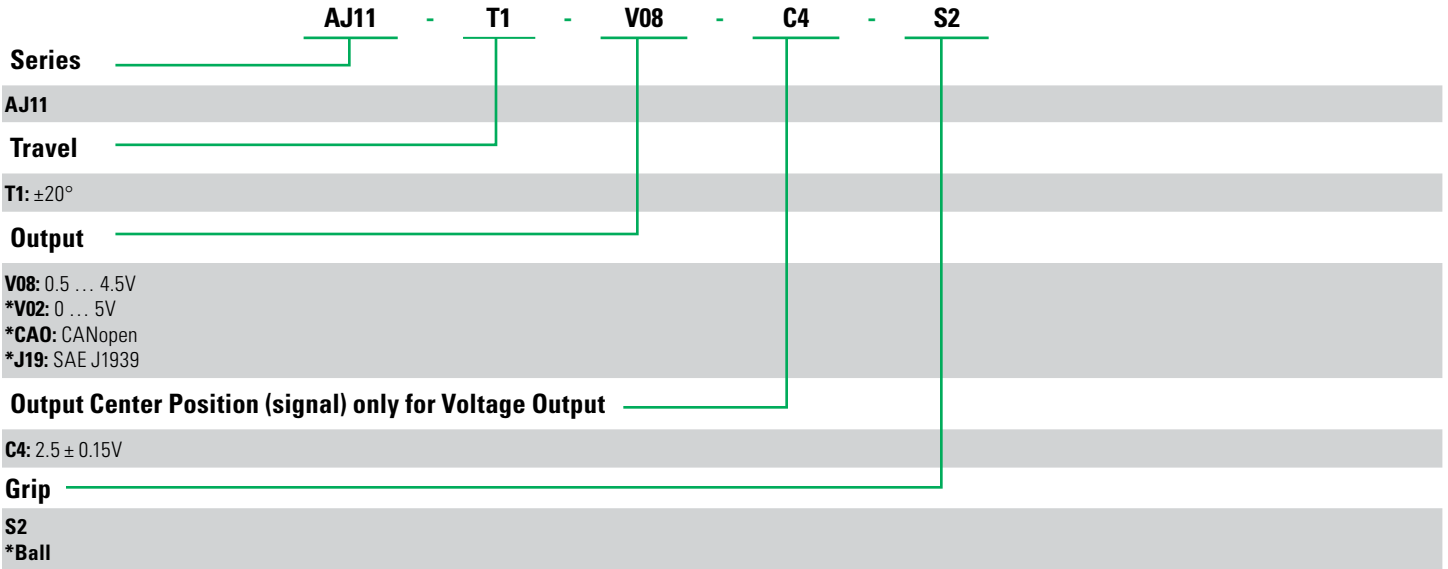 AJ11 - T1 - V08 - C4 - S2
Series
AJ11
Travel
T1: ±20°
Output
V08: 0.5 … 4.5V
*V02: 0 … 5V
*CAO: CANopen
*J19: SAE J1939
Output Center Position (signal) only for Voltage Output
C4: 2.5 ± 0.15V
Grip
S2
*Ball